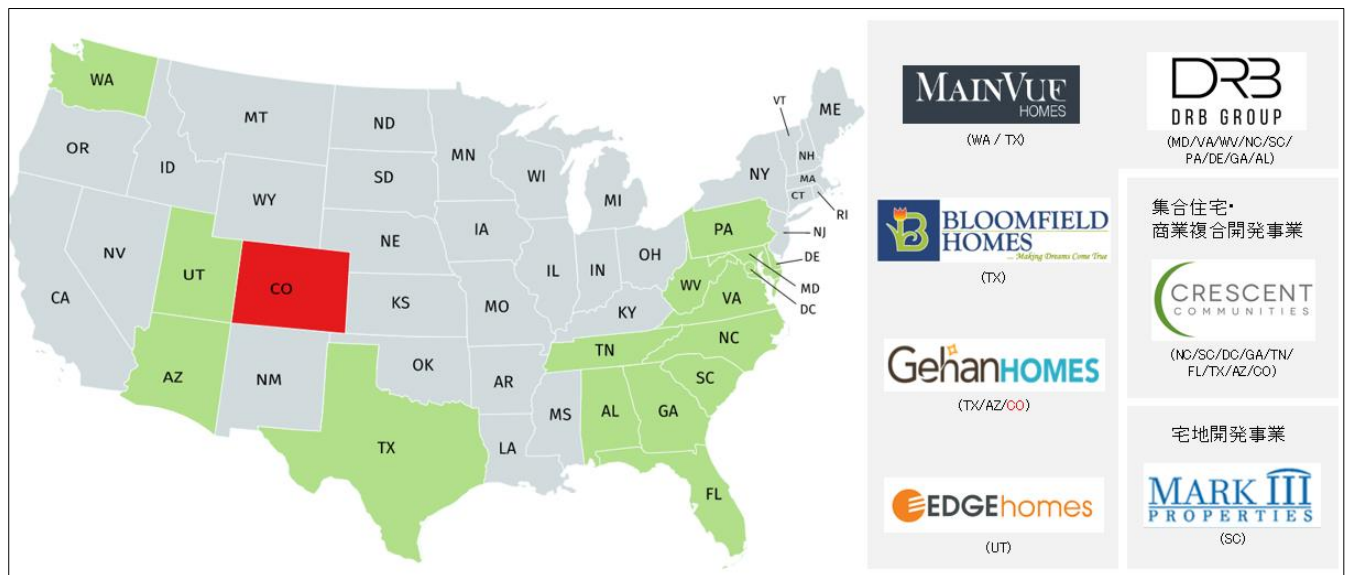 WA
OR
CA
NV
ID
MT
WY
UT
AZ
CO
NM
ND
SD
NE
KS
OK
TX
MN
IA
MO
AR
LA
WI
IL
MI
IN
OH
KY
TN
MS
AL
GA
FL
SC
NC
VA
WV
PA
NY
VT
NH
MA
CT
ME
RI
NJ
DE
MD
DC
MAINVUE
HOMES
(WA / TX)
BLOOMFIELD
HOMES
... Making Dreams Come True
(TX)
GehanHOMES
(TX/AZ/CO)
EDGEhomes
(UT)
DRB
DRB GROUP
(MD/VA/WV/NC/SC/
PA/DE/GA/AL)
集合住宅・
商業複合開発事業
CRESCENT
COMMUNITIES
(NC/SC/DC/GA/TN/
FL/TX/AZ/CO)
宅地開発事業
MARK III
PROPERTIES
(SC)